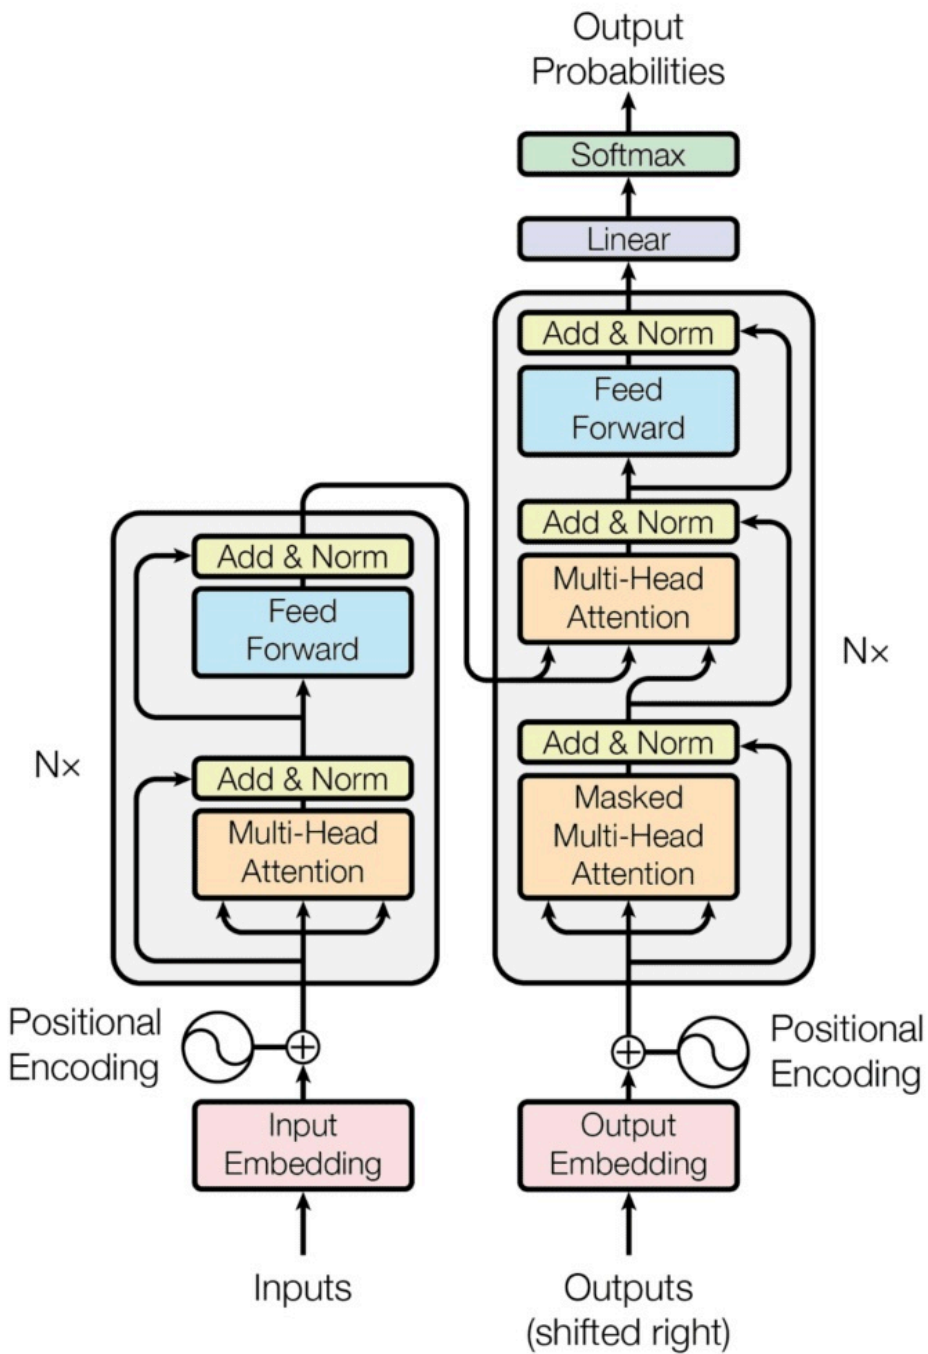 Output
Probabilities
Softmax
Linear
Add & Norm
Feed
Forward
Add & Norm
Multi-Head
Attention
Nx
Add & Norm
Masked
Multi-Head
Attention
Add & Norm
Feed
Forward
Nx
Add & Norm
Multi-Head
Attention
Positional
Encoding
Positional
Encoding
Input
Embedding
Output
Embedding
Inputs
Outputs
(shifted right)